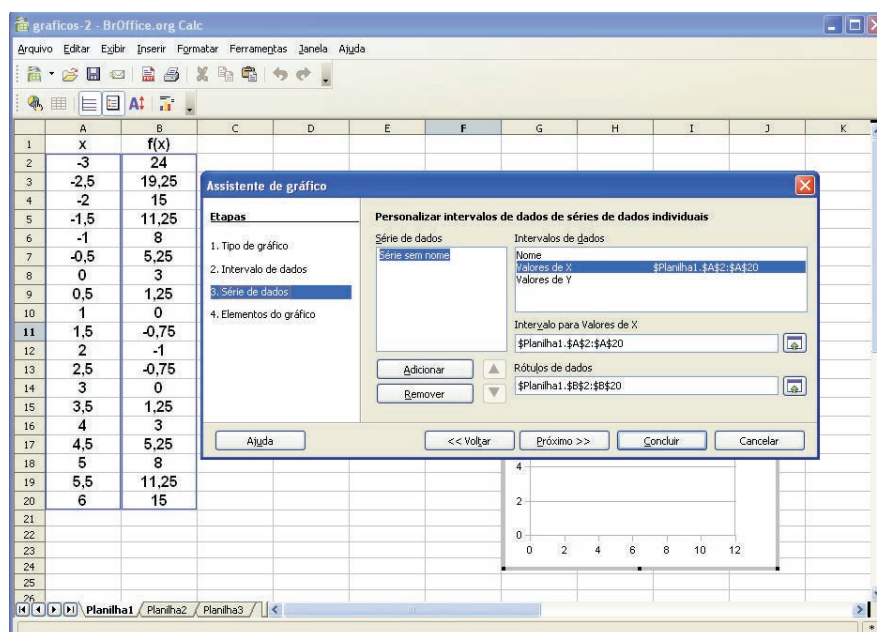 graficos-2 - BrOffice.org Calc
Arquivo Editar Exibir Inserir Formatar Ferramentas Janela Ajuda
A B C D E F G H I J K
1 x f(x)
2 -3 24
3 -2,5 19,25
4 -2 15
5 -1,5 11,25
6 -1 8
7 -0,5 5,25
8 0 3
9 0,5 1,25
10 1 0
11 1,5 -0,75
12 2 -1
13 2,5 -0,75
14 3 0
15 3,5 1,25
16 4 3
17 4,5 5,25
18 5 8
19 5,5 11,25
20 6 15
21
22
23
24
25
26
Assistente de gráfico
Etapas
1. Tipo de gráfico
2. Intervalo de dados
3. Série de dados
4. Elementos do gráfico
Personalizar intervalos de dados de séries de dados individuais
Série de dados
Série sem nome
Intervalos de dados
Nome
Valores de X $Planilha1.$A$2:$A$20
Valores de Y
Intervalo para Valores de X
$Planilha1.$A$2:$A$20
Adicionar
Remover
Rótulos de dados
$Planilha1.$B$2:$B$20
Ajuda << Voltar Próximo >> Concluir Cancelar
4
2
0
0 2 4 6 8 10 12
Planilha1 Planilha2 Planilha3
*